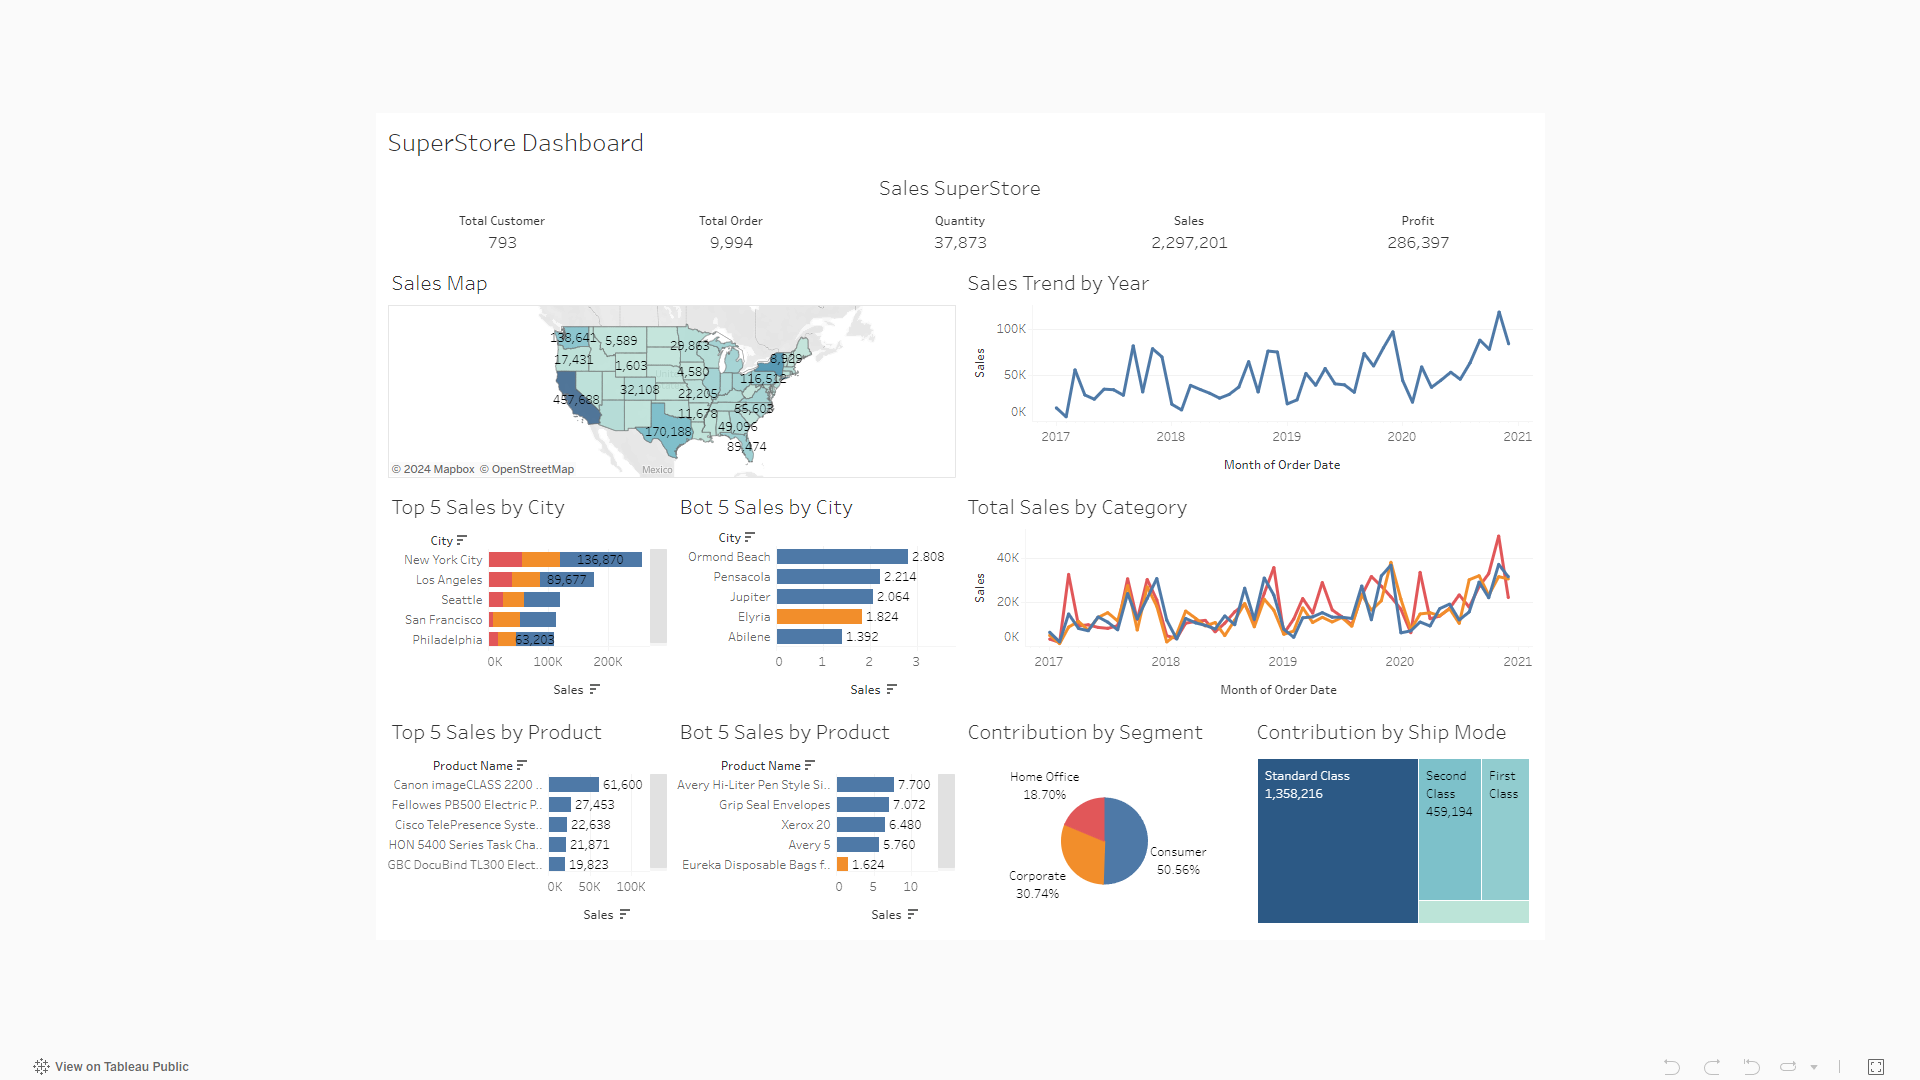 SuperStore Dashboard
Sales SuperStore
Total Customer
793
Total Order
9,994
Quantity
37,873
Sales
2,297,201
Profit
286,397
Sales Map
138,641
5,589
29,863
8,929
17,431
1,603
4,580
116,512
32,108
22,205
457,688
11,678
55,603
49,096
170,188
89,474
Mexico
© 2024 Mapbox © OpenStreetMap
Sales Trend by Year
Sales
100K
50K
0K
2017 2018 2019 2020 2021
Month of Order Date
Top 5 Sales by City
City
New York City 136,870
Los Angeles 89,677
Seattle
San Francisco
Philadelphia 63,203
0K 100K 200K
Sales
Bot 5 Sales by City
City
Ormond Beach 2.808
Pensacola 2.214
Jupiter 2.064
Elyria 1.824
Abilene 1.392
0 1 2 3
Sales
Total Sales by Category
Sales
40K
20K
0K
2017 2018 2019 2020 2021
Month of Order Date
Top 5 Sales by Product
Product Name
Canon imageCLASS 2200 .. 61,600
Fellowes PB500 Electric P.. 27,453
Cisco TelePresence Syste.. 22,638
HON 5400 Series Task Cha.. 21,871
GBC DocuBind TL300 Elect.. 19,823
0K 50K 100K
Sales
Bot 5 Sales by Product
Product Name
Avery Hi-Liter Pen Style Si.. 7.700
Grip Seal Envelopes 7.072
Xerox 20 6.480
Avery 5 5.760
Eureka Disposable Bags f.. 1.624
0 5 10
Sales
Contribution by Segment
Home Office
18.70%
Consumer
50.56%
Corporate
30.74%
Contribution by Ship Mode
Standard Class
1,358,216
Second
Class
459,194
First
Class
View on Tableau Public